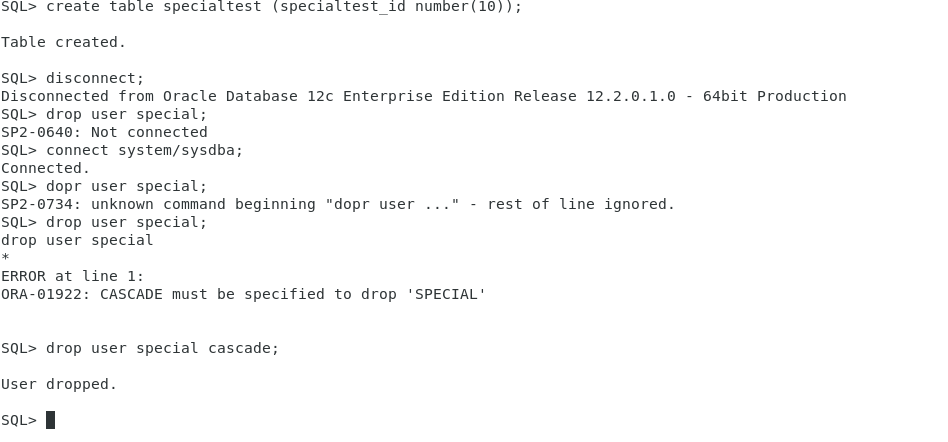 SQL> create table specialtest (specialtest_id number(10));
Table created.
SQL> disconnect;
Disconnected from Oracle Database 12c Enterprise Edition Release 12.2.0.1.0 - 64bit Production
SQL> drop user special;
SP2-0640: Not connected
SQL> connect system/sysdba;
Connected.
SQL> dopr user special;
SP2-0734: unknown command beginning "dopr user ..." - rest of line ignored.
SQL> drop user special;
drop user special
*
ERROR at line 1:
ORA-01922: CASCADE must be specified to drop 'SPECIAL'
SQL> drop user special cascade;
User dropped.
SQL>